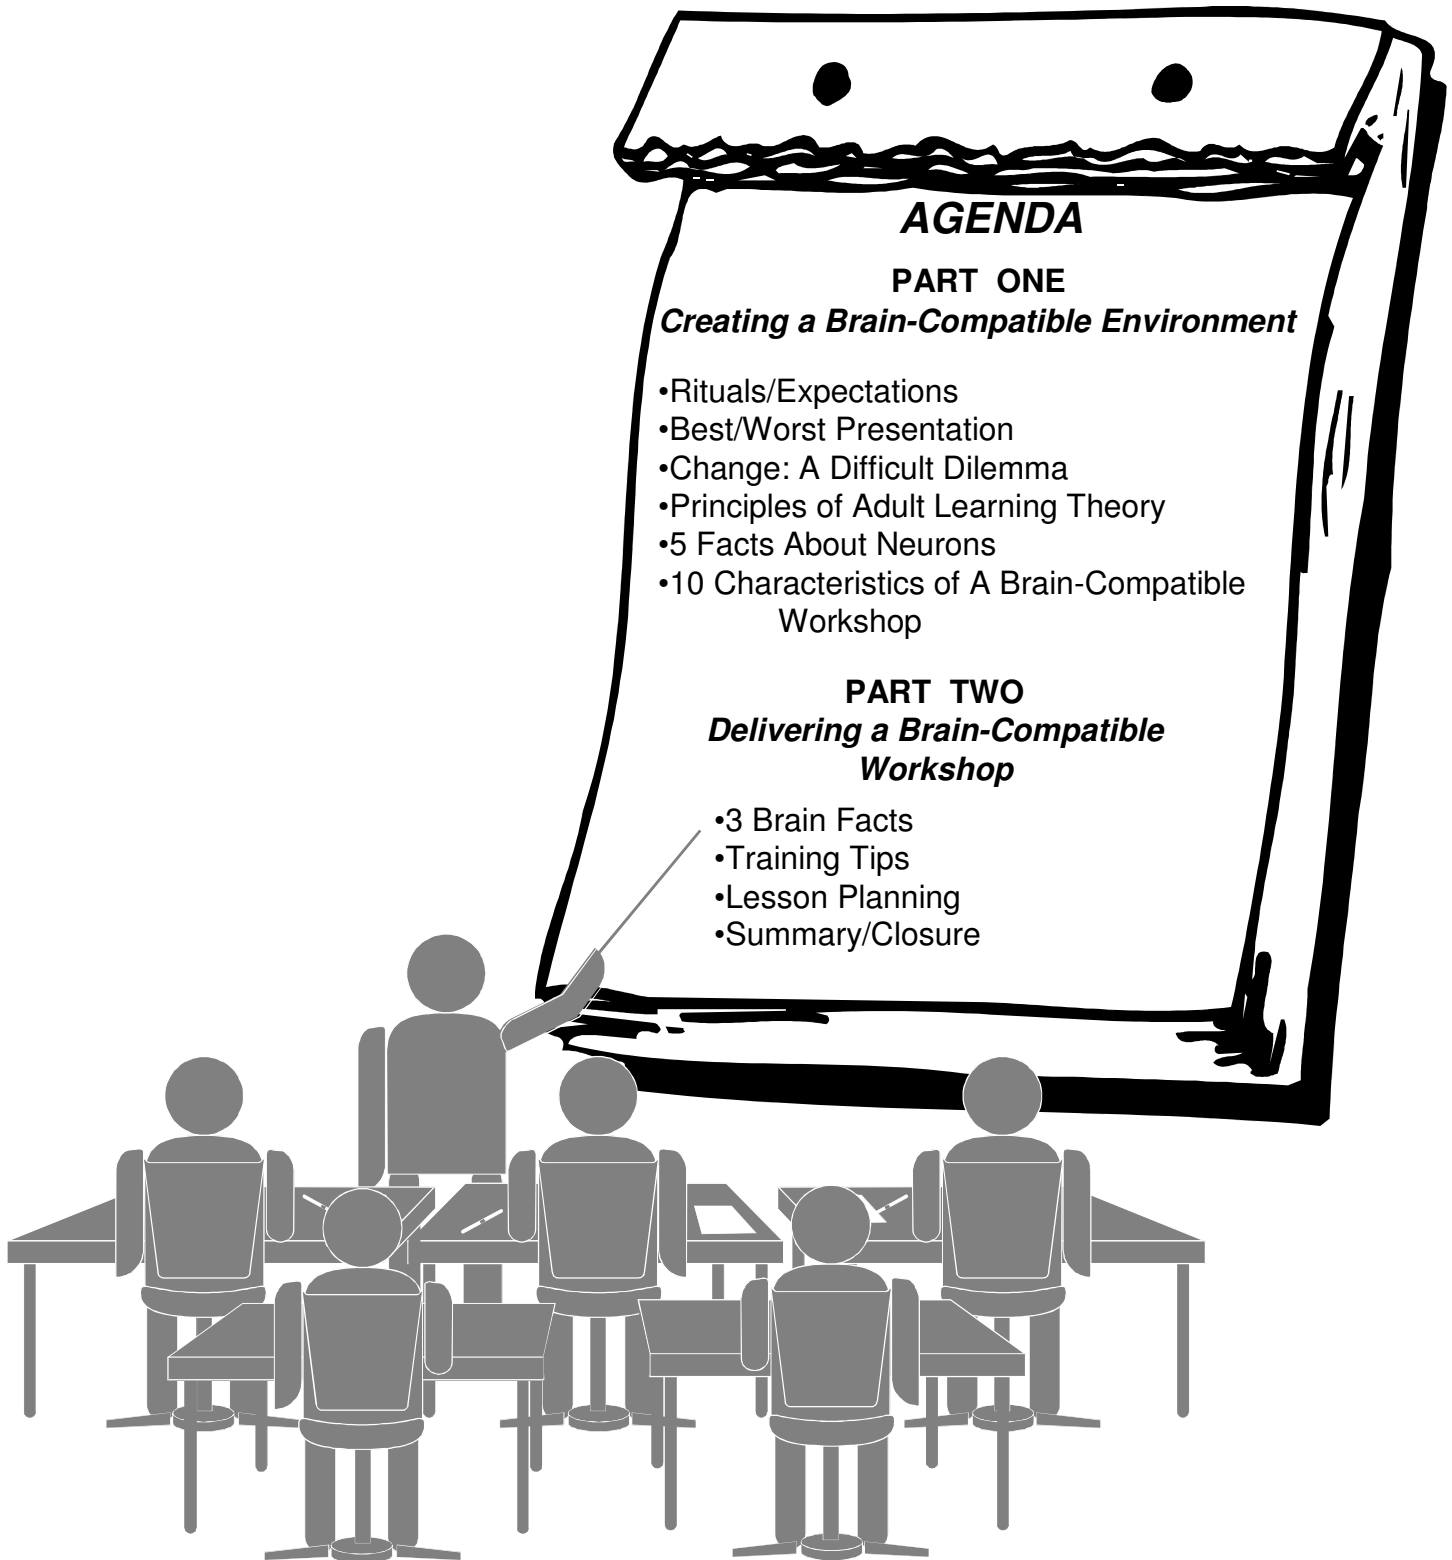 AGENDA
PART ONE
Creating a Brain-Compatible Environment
•Rituals/Expectations
•Best/Worst Presentation
•Change: A Difficult Dilemma
•Principles of Adult Learning Theory
•5 Facts About Neurons
•10 Characteristics of A Brain-Compatible
Workshop
PART TWO
Delivering a Brain-Compatible
Workshop
•3 Brain Facts
•Training Tips
•Lesson Planning
•Summary/Closure